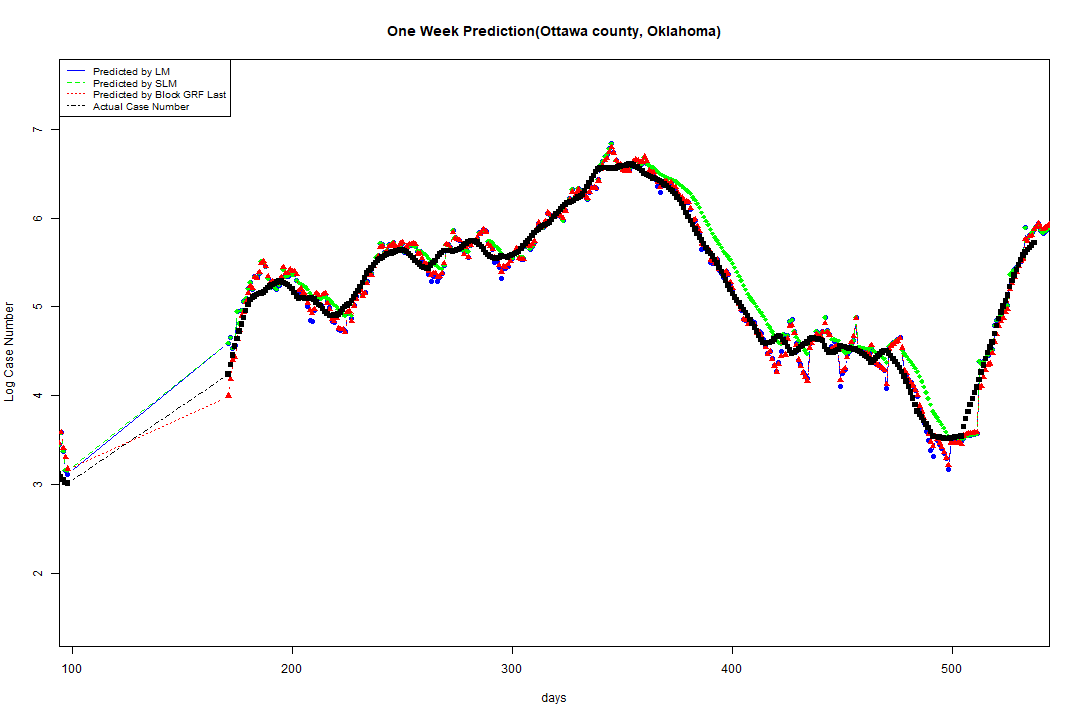 One Week Prediction(Ottawa county, Oklahoma)
Predicted by LM
Predicted by SLM
Predicted by Block GRF Last
Actual Case Number
7
6
5
4
3
2
Log Case Number
100 200 300 400 500
days